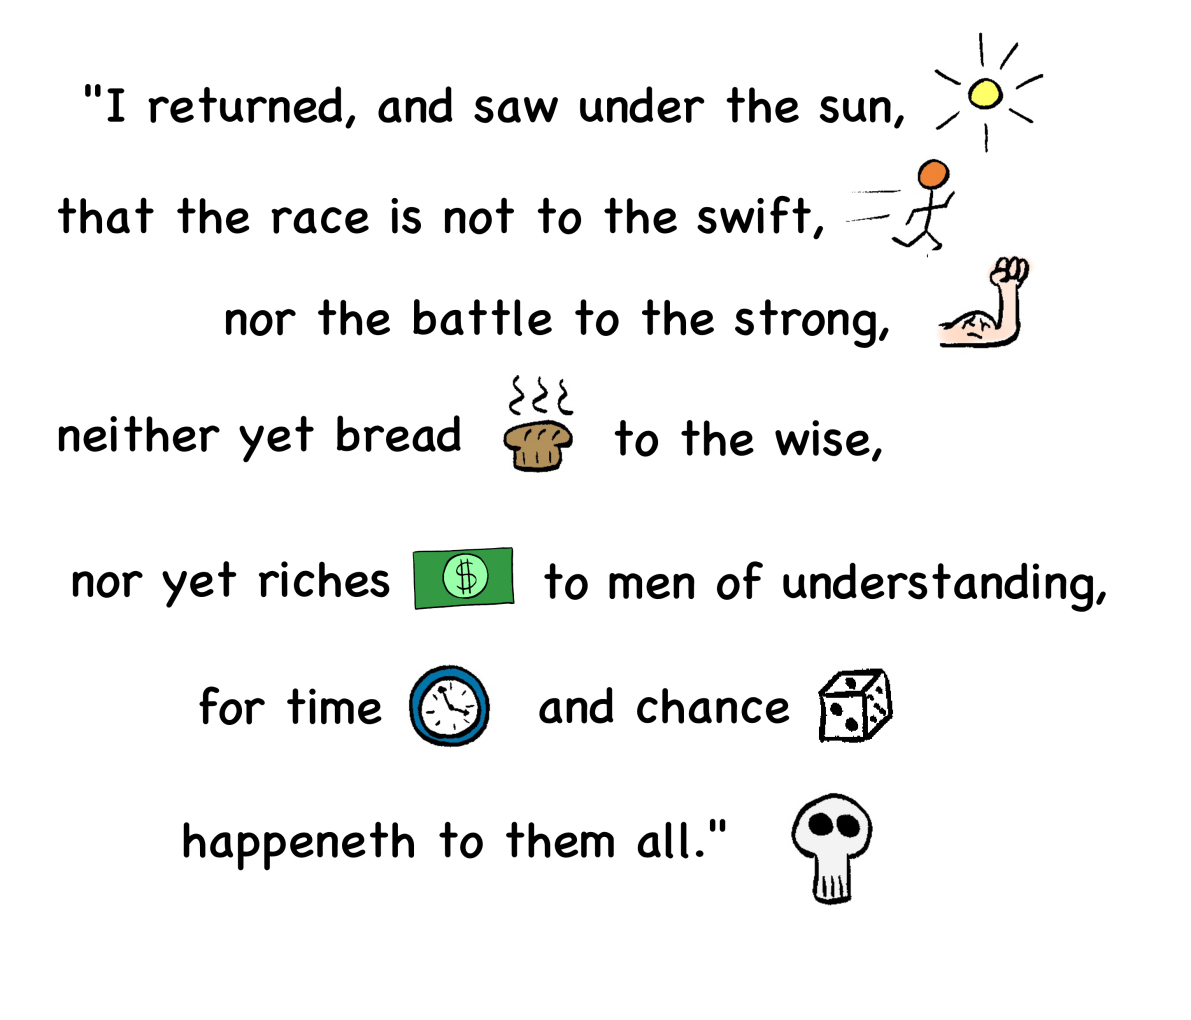 "I returned, and saw under the sun,
that the race is not to the swift,
nor the battle to the strong,
neither yet bread to the wise,
nor yet riches $ to men of understanding,
for time and chance
happeneth to them all."